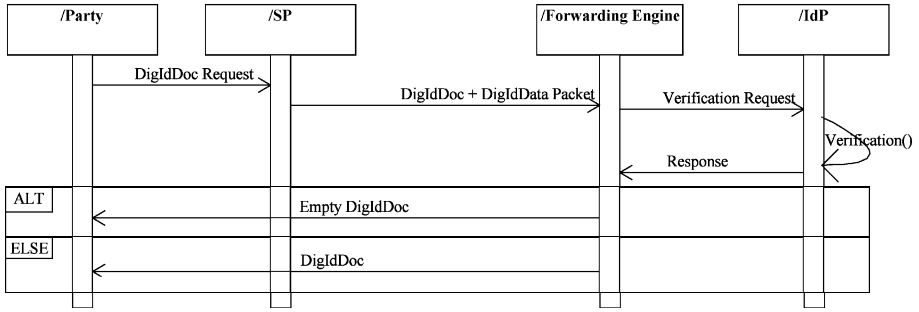 /Party
/SP
/Forwarding Engine
/IdP
DigIdDoc Request
DigIdDoc + DigIdData Packet
Verification Request
Verification()
Response
ALT
Empty DigIdDoc
ELSE
DigIdDoc